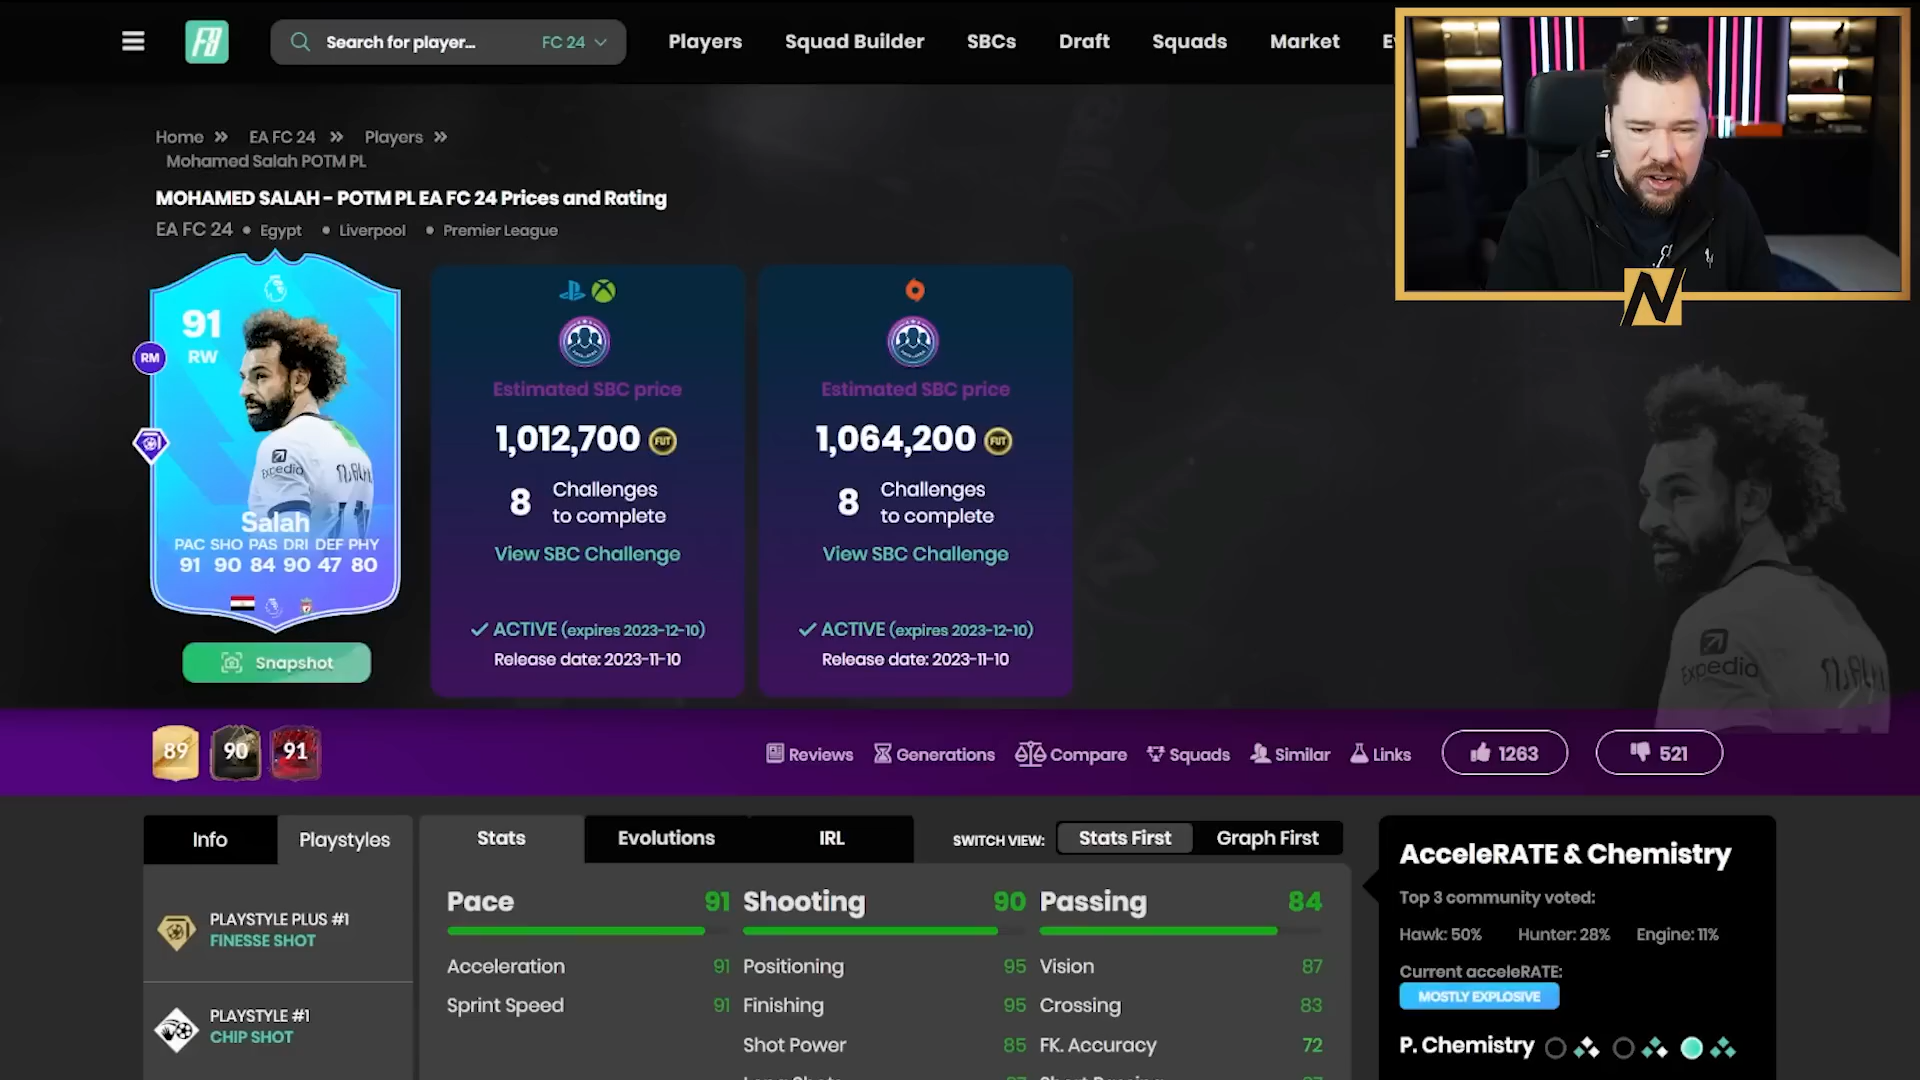 F8 Search for player... FC 24 Players Squad Builder SBCs Draft Squads Market E
Home » EA FC 24 » Players »
Mohamed Salah POTM PL
MOHAMED SALAH - POTM PL EA FC 24 Prices and Rating
EA FC 24 • Egypt • Liverpool • Premier League
91
RW
RM
Expedia
Salah
PAC SHO PAS DRI DEF PHY
91 90 84 90 47 80
Snapshot
Estimated SBC price
1,012,700 FUT
8 Challenges
to complete
View SBC Challenge
ACTIVE (expires 2023-12-10)
Release date: 2023-11-10
Estimated SBC price
1,064,200 FUT
8 Challenges
to complete
View SBC Challenge
ACTIVE (expires 2023-12-10)
Release date: 2023-11-10
N
Expedia
89 90 91 Reviews Generations Compare Squads Similar Links 1263 521
Info Playstyles
PLAYSTYLE PLUS #1
FINESSE SHOT
PLAYSTYLE #1
CHIP SHOT
Stats Evolutions IRL SWITCH VIEW: Stats First Graph First
Pace 91 Shooting 90 Passing 84
Acceleration 91 Positioning 95 Vision 87
Sprint Speed 91 Finishing 95 Crossing 83
Shot Power 85 FK. Accuracy 72
AcceleRATE & Chemistry
Top 3 community voted:
Hawk: 50% Hunter: 28% Engine: 11%
Current acceleRATE:
MOSTLY EXPLOSIVE
P. Chemistry